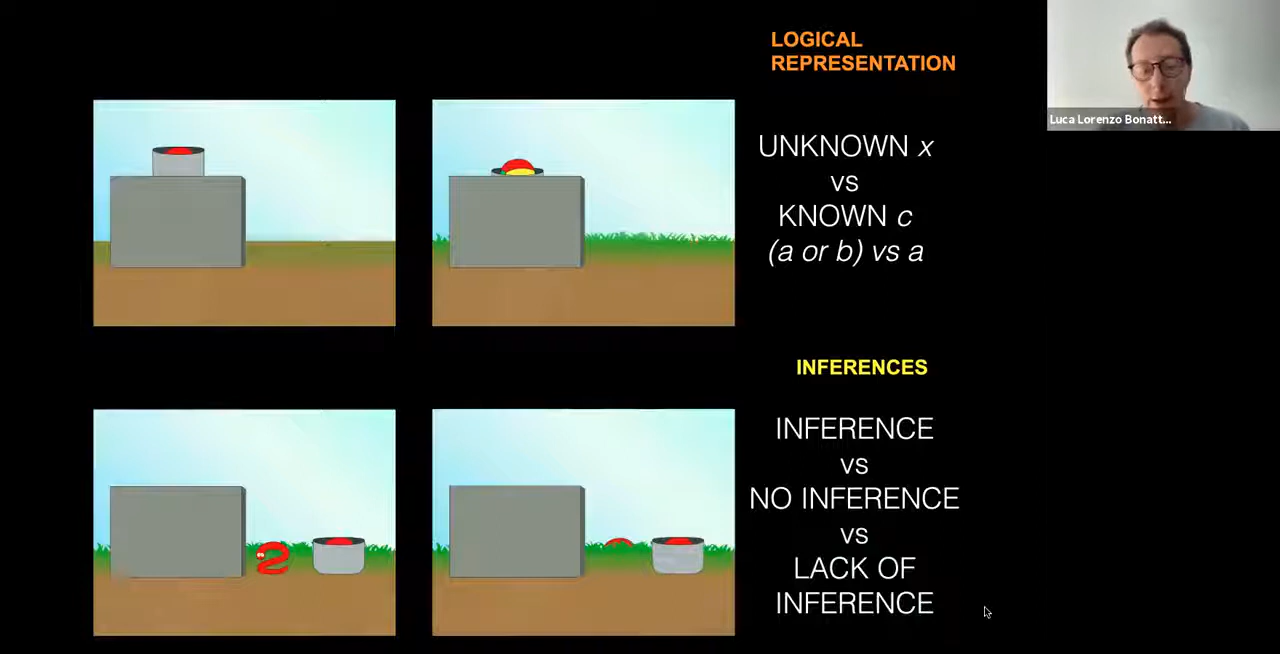 LOGICAL
REPRESENTATION
Luca Lorenzo Bonatt...
UNKNOWN x
vs
KNOWN c
(a or b) vs a
INFERENCES
INFERENCE
vs
NO INFERENCE
vs
LACK OF
INFERENCE